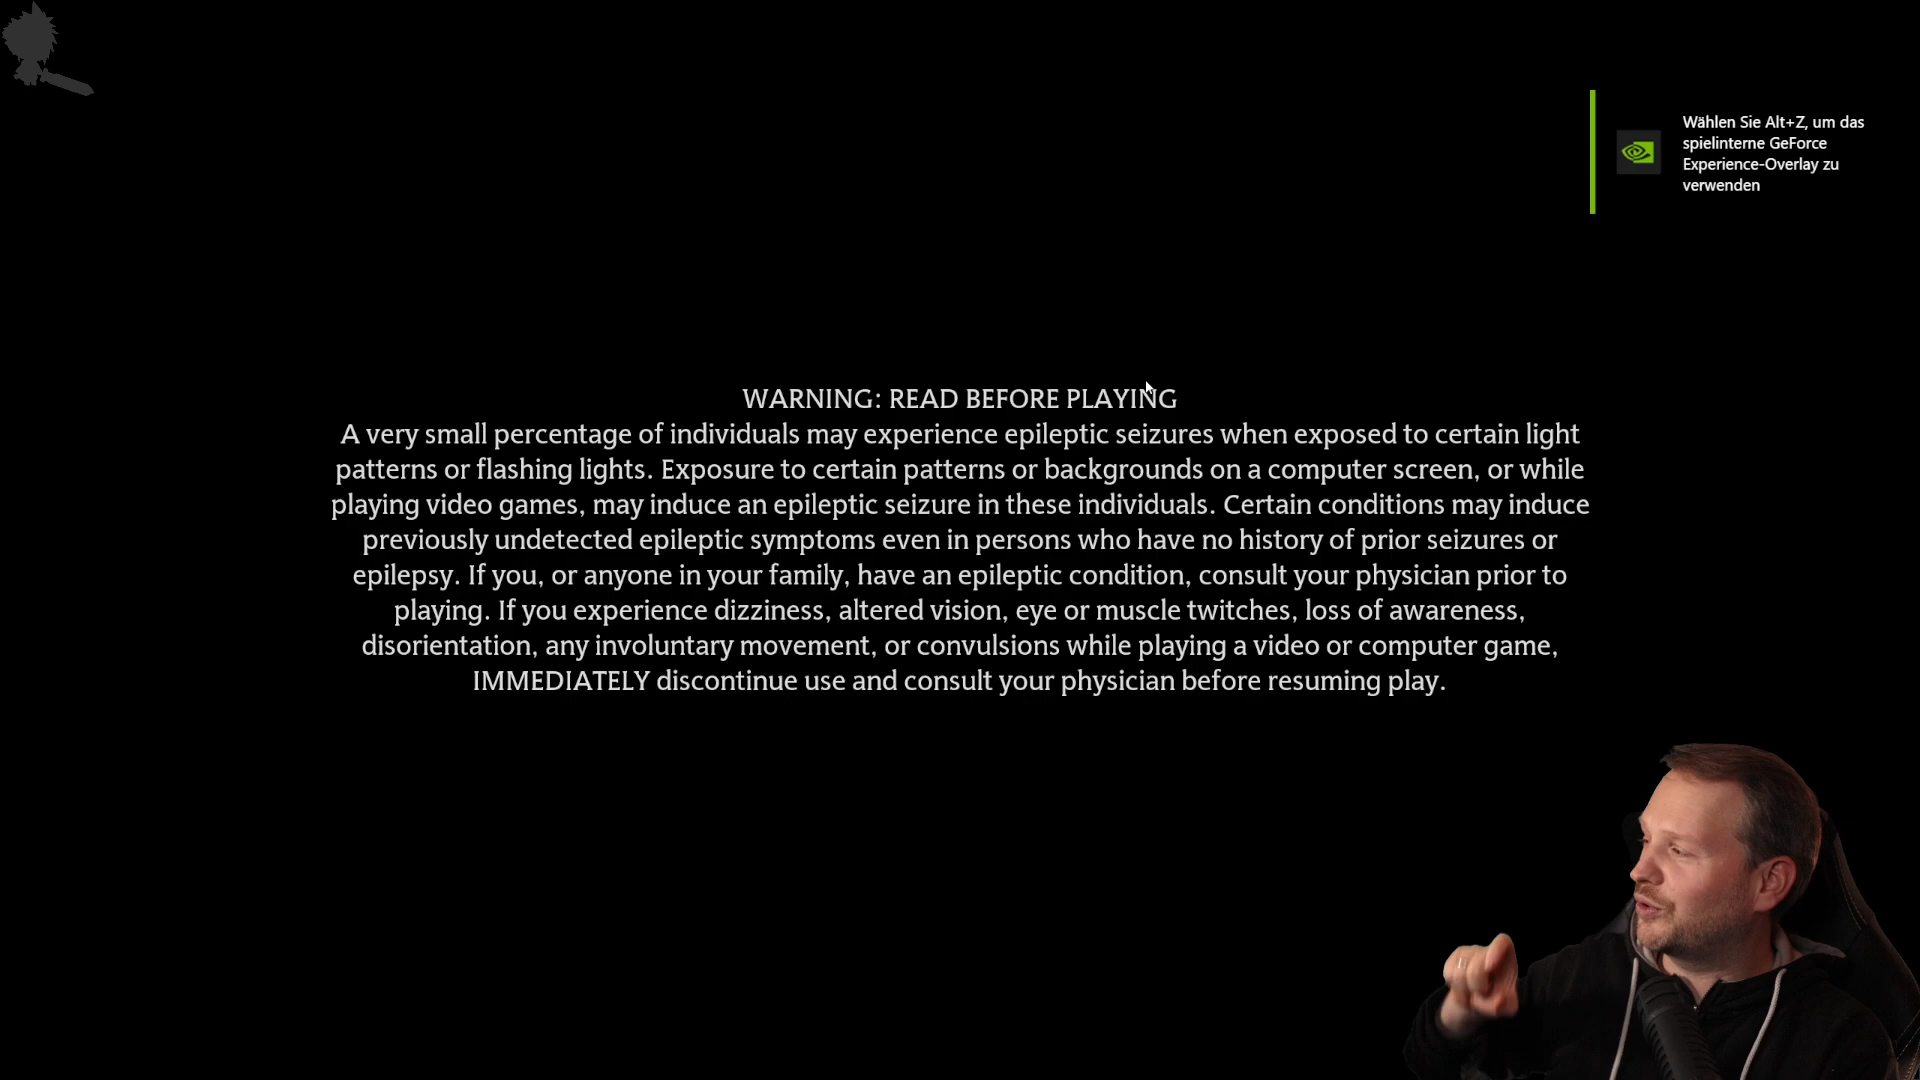 Wählen Sie Alt+Z, um das
spielinterne GeForce
Experience-Overlay zu
verwenden
WARNING: READ BEFORE PLAYING
A very small percentage of individuals may experience epileptic seizures when exposed to certain light
patterns or flashing lights. Exposure to certain patterns or backgrounds on a computer screen, or while
playing video games, may induce an epileptic seizure in these individuals. Certain conditions may induce
previously undetected epileptic symptoms even in persons who have no history of prior seizures or
epilepsy. If you, or anyone in your family, have an epileptic condition, consult your physician prior to
playing. If you experience dizziness, altered vision, eye or muscle twitches, loss of awareness,
disorientation, any involuntary movement, or convulsions while playing a video or computer game,
IMMEDIATELY discontinue use and consult your physician before resuming play.